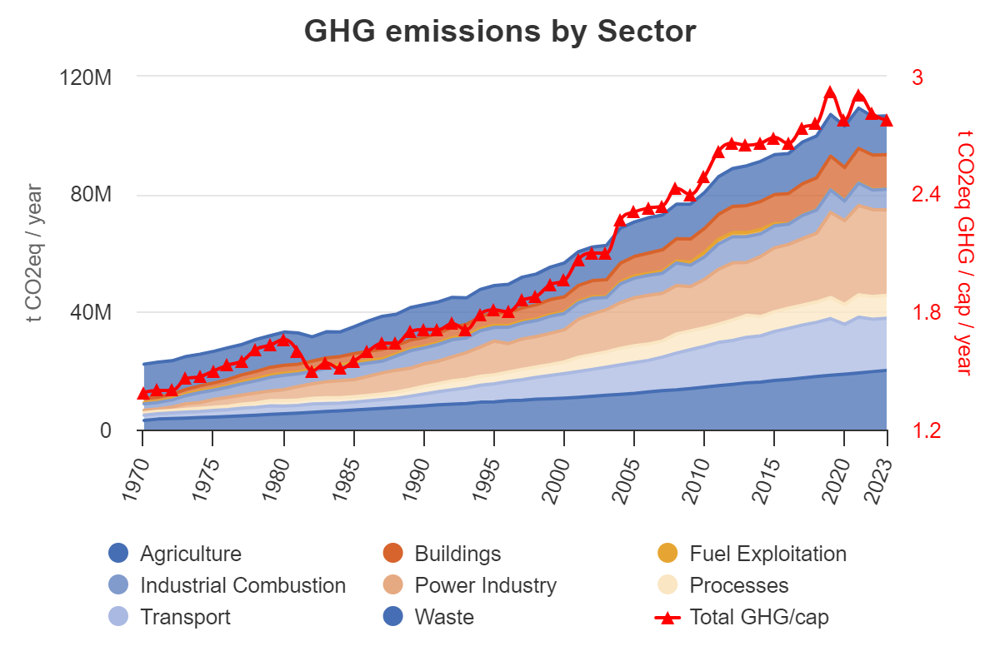 GHG emissions by Sector
120M
80M
40M
0
t CO2eq / year
3
2.4
1.8
1.2
t CO2eq GHG / cap / year
1970
1975
1980
1985
1990
1995
2000
2005
2010
2015
2020
2023
Agriculture
Buildings
Fuel Exploitation
Industrial Combustion
Power Industry
Processes
Transport
Waste
Total GHG/cap